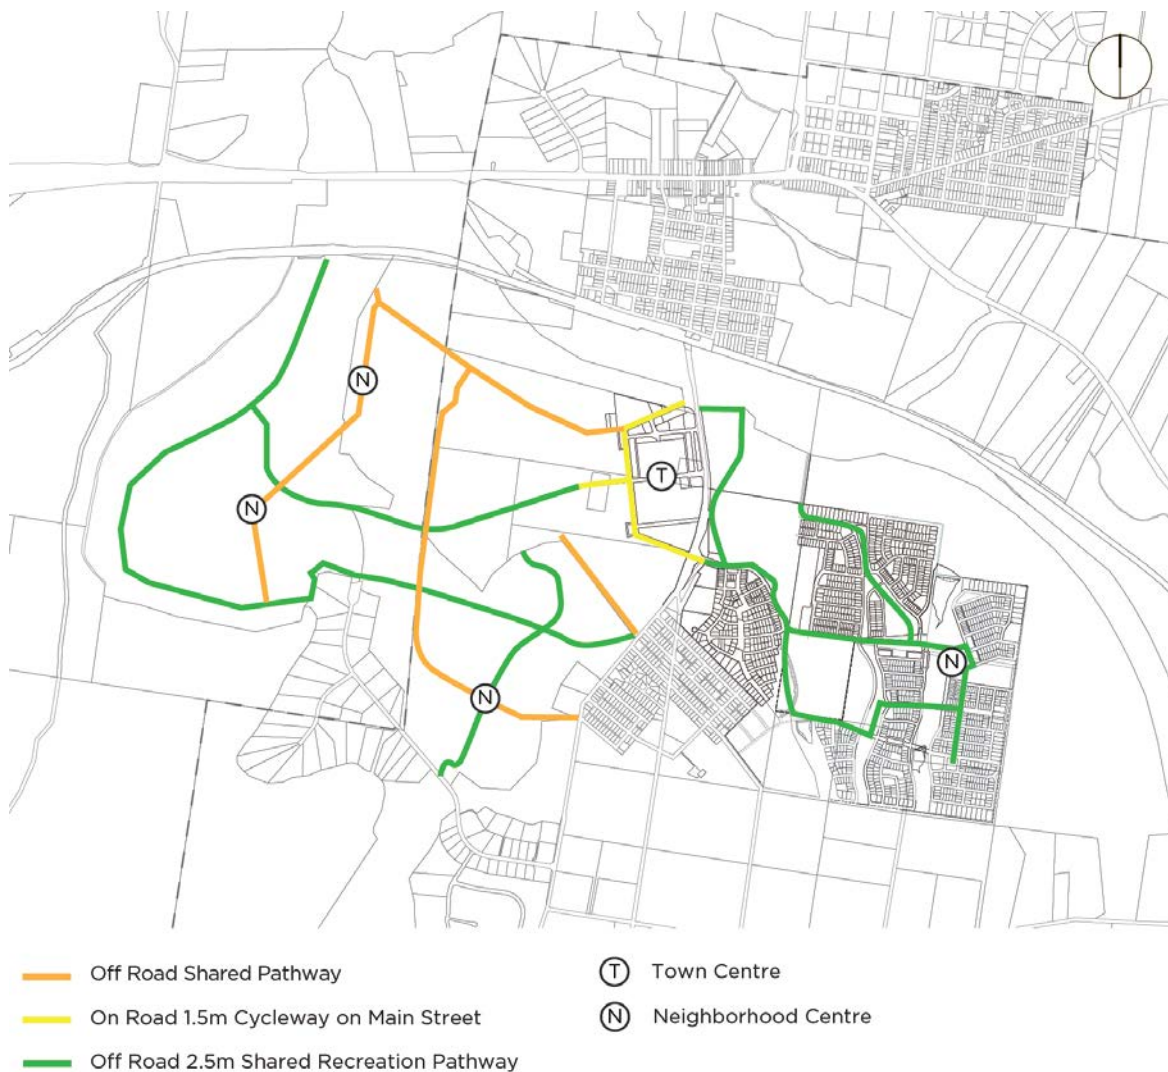 N
T
N
N
N
Off Road Shared Pathway
T Town Centre
On Road 1.5m Cycleway on Main Street
N Neighborhood Centre
Off Road 2.5m Shared Recreation Pathway